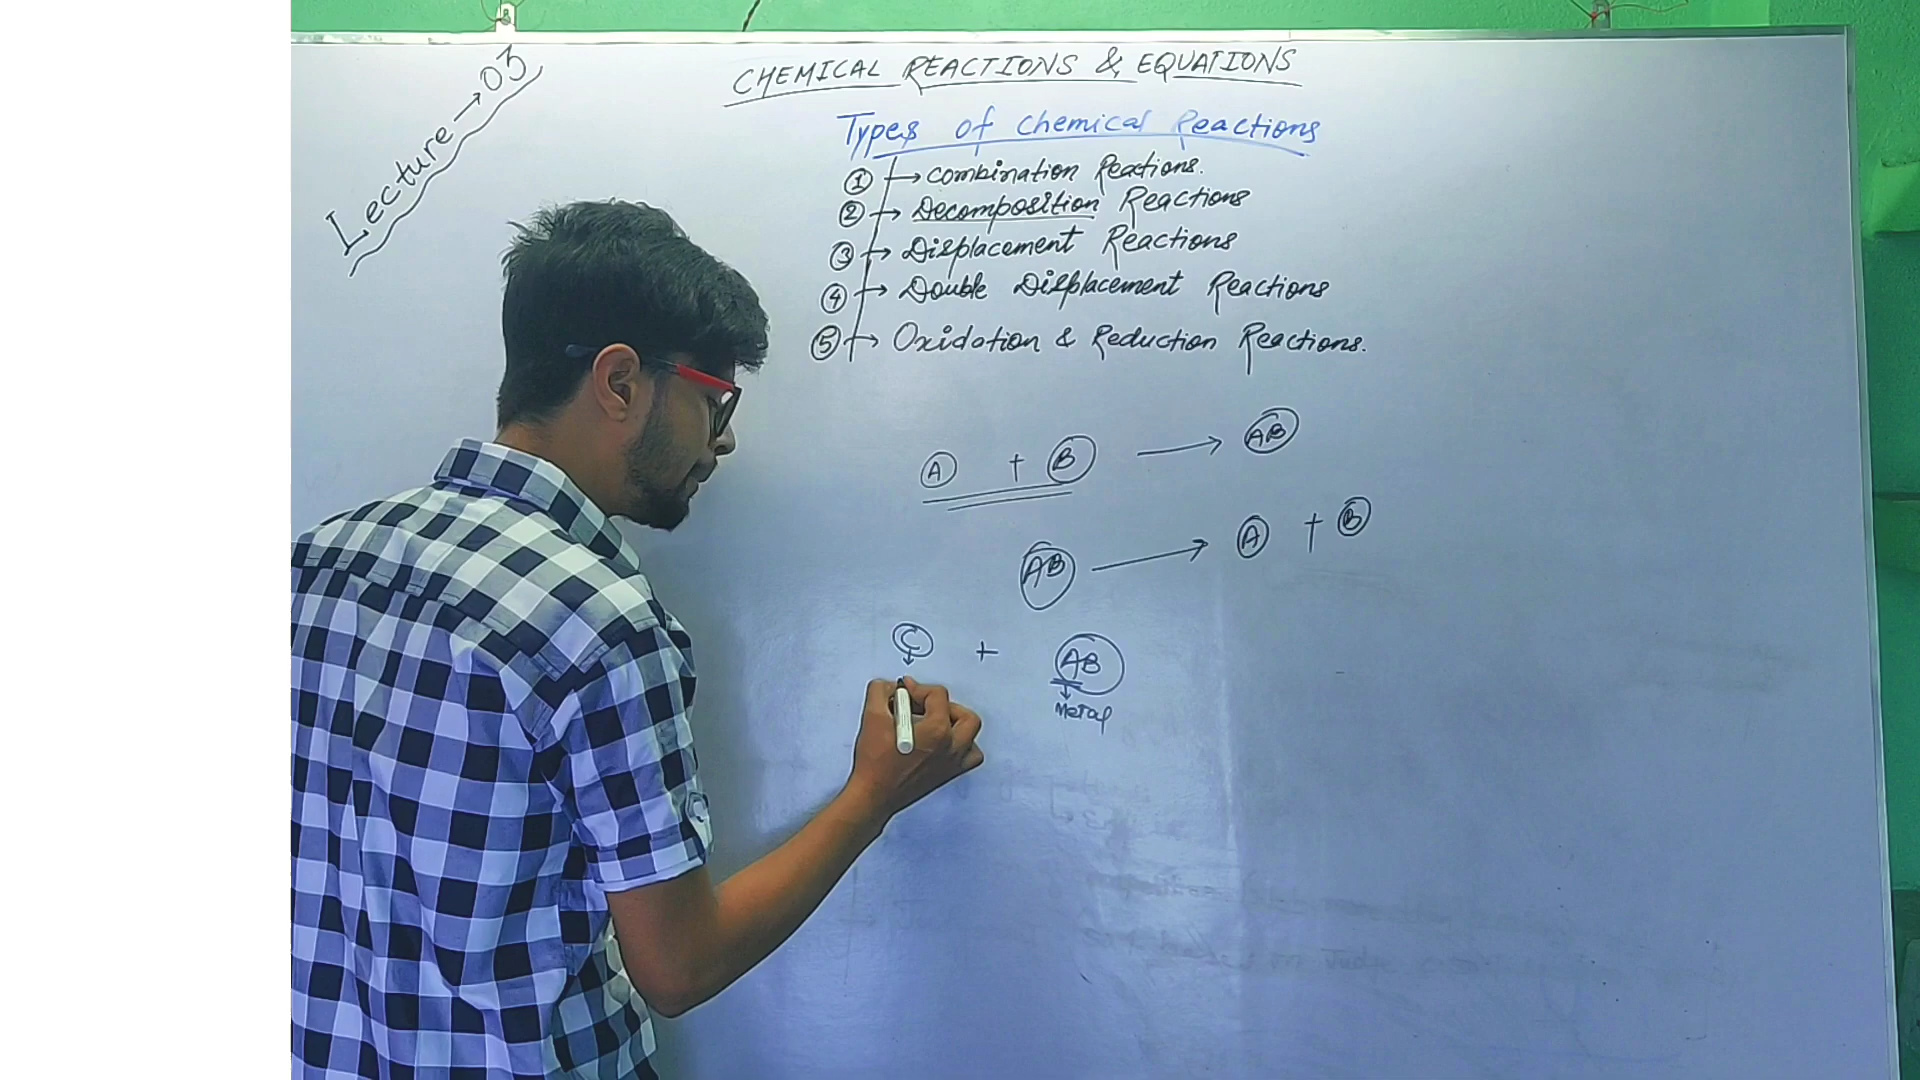 Lecture → 03
CHEMICAL REACTIONS & EQUATIONS
Types of Chemical Reactions
① → Combination Reactions.
② → Decomposition Reactions
③ → Displacement Reactions
④ → Double Displacement Reactions
⑤ → Oxidation & Reduction Reactions.
A + B → AB
AB → A + B
C + AB
Metal